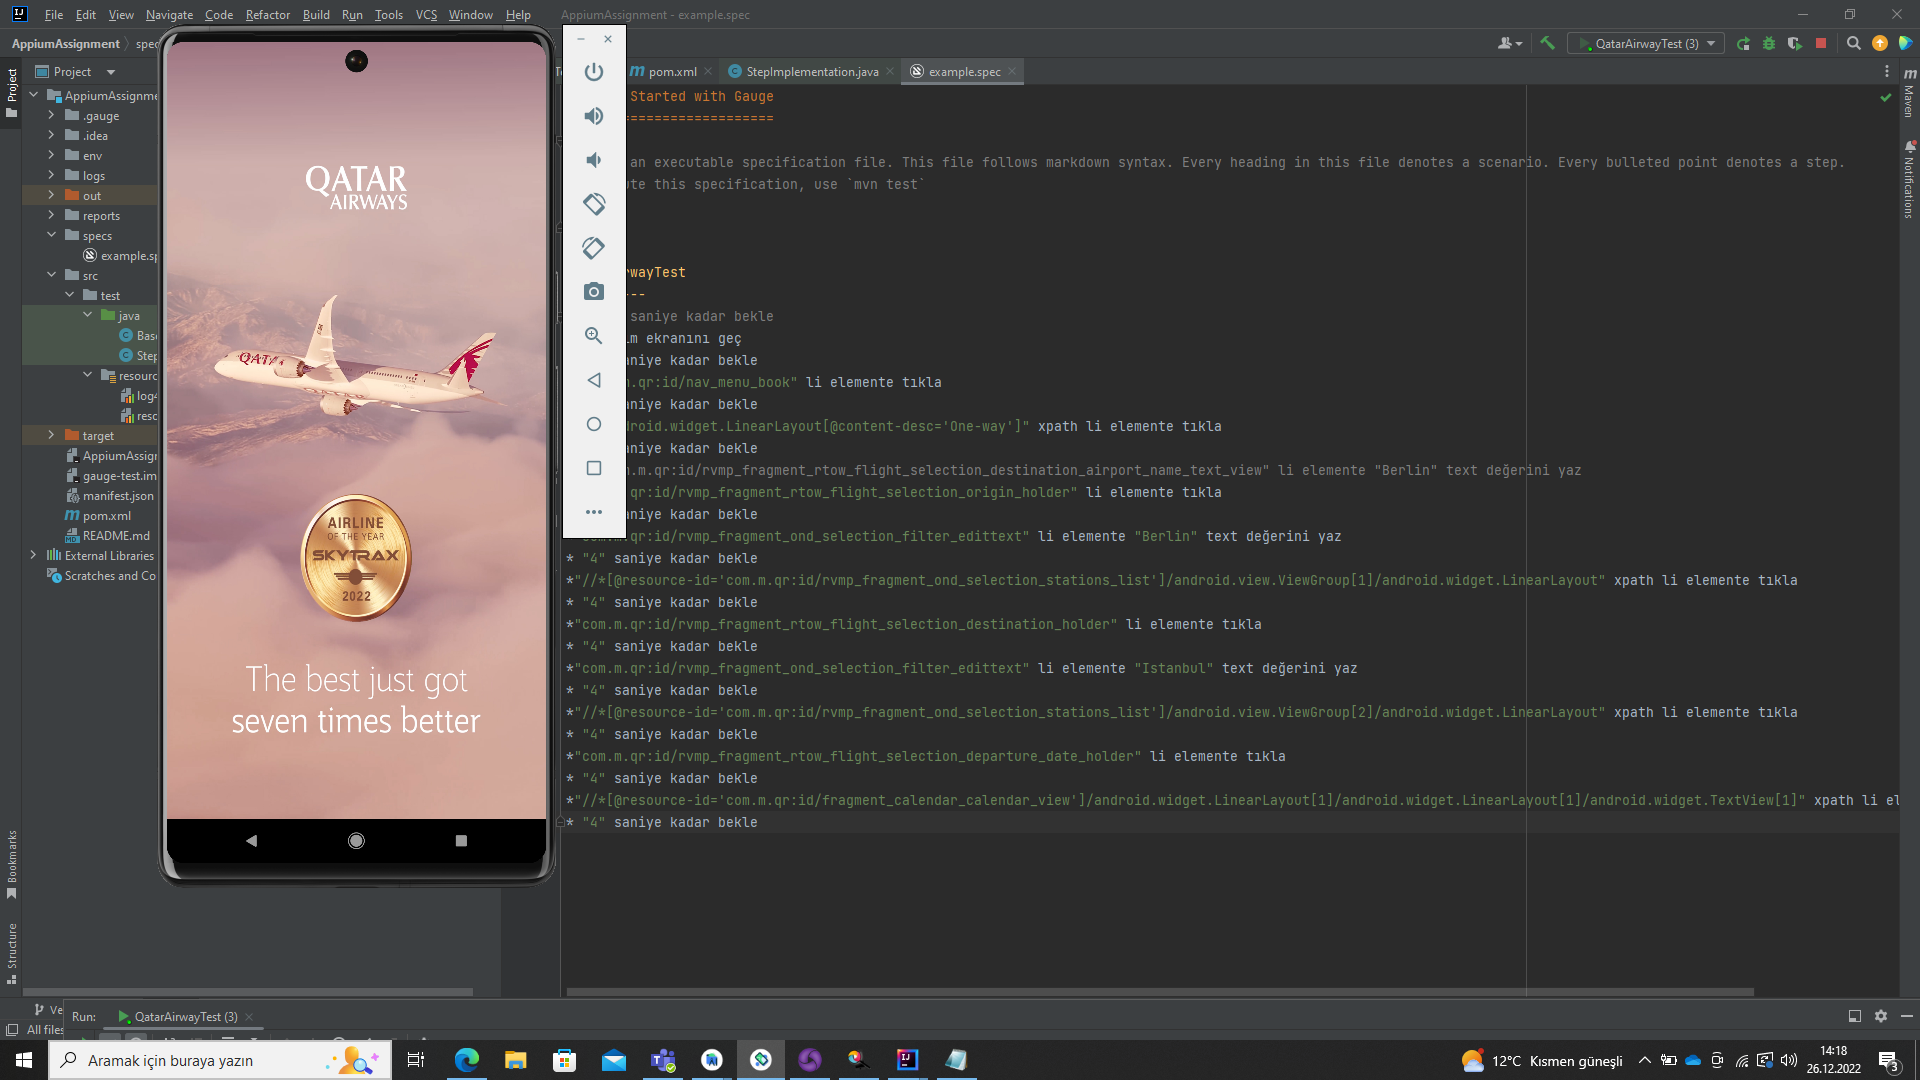 File Edit View Navigate Code Refactor Build Run Tools VCS Window Help AppiumAssignment - example.spec
AppiumAssignment QatarAirwayTest (3)
Project
pom.xml StepImplementation.java example.spec
Project
AppiumAssignme
.gauge
.idea
env
logs
out
reports
specs
example.sp
src
test
java
Base
Step
resourc
log4
reso
target
AppiumAssign
gauge-test.im
manifest.json
pom.xml
README.md
External Libraries
Scratches and Co
Bookmarks
Structure
QATAR
AIRWAYS
QATAR
AIRLINE
OF THE YEAR
SKYTRAX
2022
The best just got
seven times better
Started with Gauge
===================
an executable specification file. This file follows markdown syntax. Every heading in this file denotes a scenario. Every bulleted point denotes a step.
ute this specification, use `mvn test`
rwayTest
--
saniye kadar bekle
m ekranını geç
aniye kadar bekle
m.qr:id/nav_menu_book" li elemente tıkla
aniye kadar bekle
droid.widget.LinearLayout[@content-desc='One-way']" xpath li elemente tıkla
aniye kadar bekle
m.m.qr:id/rvmp_fragment_rtow_flight_selection_destination_airport_name_text_view" li elemente "Berlin" text değerini yaz
qr:id/rvmp_fragment_rtow_flight_selection_origin_holder" li elemente tıkla
aniye kadar bekle
*"com.m.qr:id/rvmp_fragment_ond_selection_filter_edittext" li elemente "Berlin" text değerini yaz
* "4" saniye kadar bekle
*"//*[@resource-id='com.m.qr:id/rvmp_fragment_ond_selection_stations_list']/android.view.ViewGroup[1]/android.widget.LinearLayout" xpath li elemente tıkla
* "4" saniye kadar bekle
*"com.m.qr:id/rvmp_fragment_rtow_flight_selection_destination_holder" li elemente tıkla
* "4" saniye kadar bekle
*"com.m.qr:id/rvmp_fragment_ond_selection_filter_edittext" li elemente "Istanbul" text değerini yaz
* "4" saniye kadar bekle
*"//*[@resource-id='com.m.qr:id/rvmp_fragment_ond_selection_stations_list']/android.view.ViewGroup[2]/android.widget.LinearLayout" xpath li elemente tıkla
* "4" saniye kadar bekle
*"com.m.qr:id/rvmp_fragment_rtow_flight_selection_departure_date_holder" li elemente tıkla
* "4" saniye kadar bekle
*"//*[@resource-id='com.m.qr:id/fragment_calendar_calendar_view']/android.widget.LinearLayout[1]/android.widget.LinearLayout[1]/android.widget.TextView[1]" xpath li el
* "4" saniye kadar bekle
Maven
Notifications
Ve
Run: QatarAirwayTest (3)
All files
Aramak için buraya yazın
12°C Kısmen güneşli
14:18
26.12.2022
3